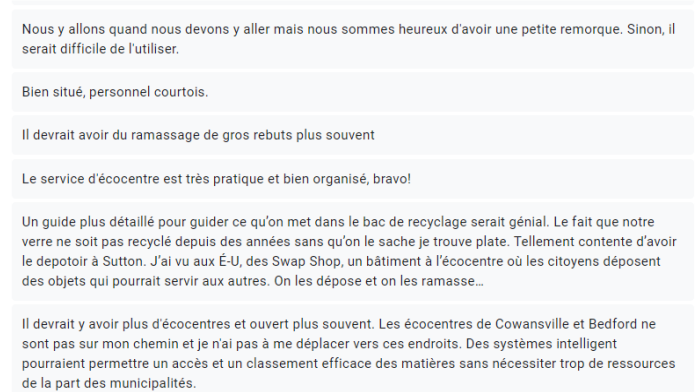 Nous y allons quand nous devons y aller mais nous sommes heureux d'avoir une petite remorque. Sinon, il
serait difficile de l'utiliser.
Bien situé, personnel courtois.
Il devrait avoir du ramassage de gros rebuts plus souvent
Le service d'écocentre est très pratique et bien organisé, bravo!
Un guide plus détaillé pour guider ce qu’on met dans le bac de recyclage serait génial. Le fait que notre
verre ne soit pas recyclé depuis des années sans qu’on le sache je trouve plate. Tellement contente d’avoir
le depotoir à Sutton. J’ai vu aux É-U, des Swap Shop, un bâtiment à l’écocentre où les citoyens déposent
des objets qui pourrait servir aux autres. On les dépose et on les ramasse…
Il devrait y avoir plus d'écocentres et ouvert plus souvent. Les écocentres de Cowansville et Bedford ne
sont pas sur mon chemin et je n'ai pas à me déplacer vers ces endroits. Des systèmes intelligent
pourraient permettre un accès et un classement efficace des matières sans nécessiter trop de ressources
de la part des municipalités.